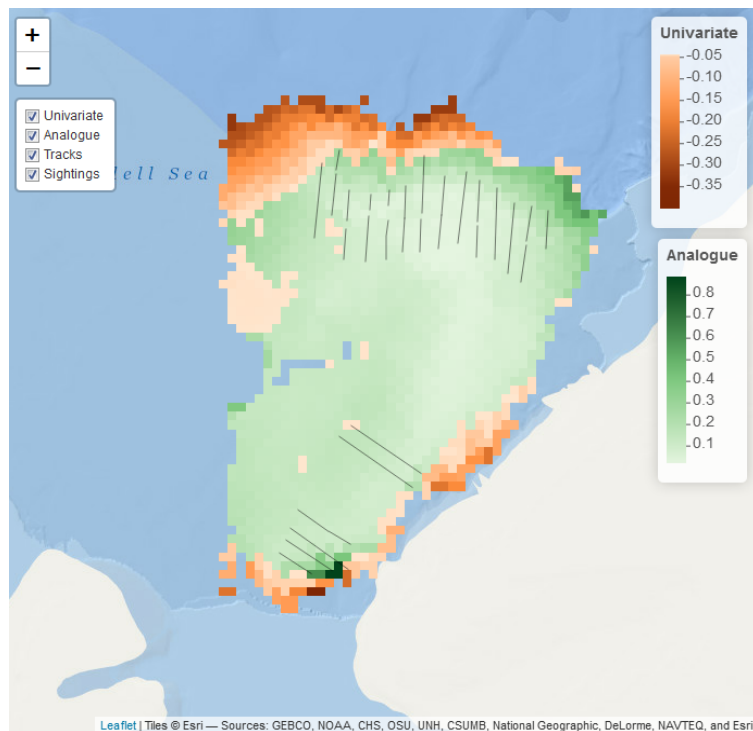 +
−
Univariate
Analogue
Tracks
Sightings
dell Sea
Univariate
-0.05
-0.10
-0.15
-0.20
-0.25
-0.30
-0.35
Analogue
0.8
0.7
0.6
0.5
0.4
0.3
0.2
0.1
Leaflet | Tiles © Esri — Sources: GEBCO, NOAA, CHS, OSU, UNH, CSUMB, National Geographic, DeLorme, NAVTEQ, and Esri